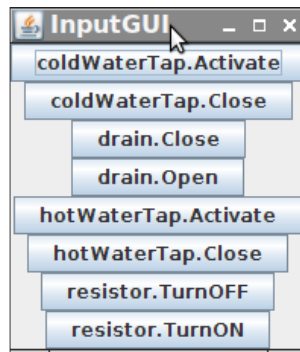 InputGUI
coldWaterTap.Activate
coldWaterTap.Close
drain.Close
drain.Open
hotWaterTap.Activate
hotWaterTap.Close
resistor.TurnOFF
resistor.TurnON